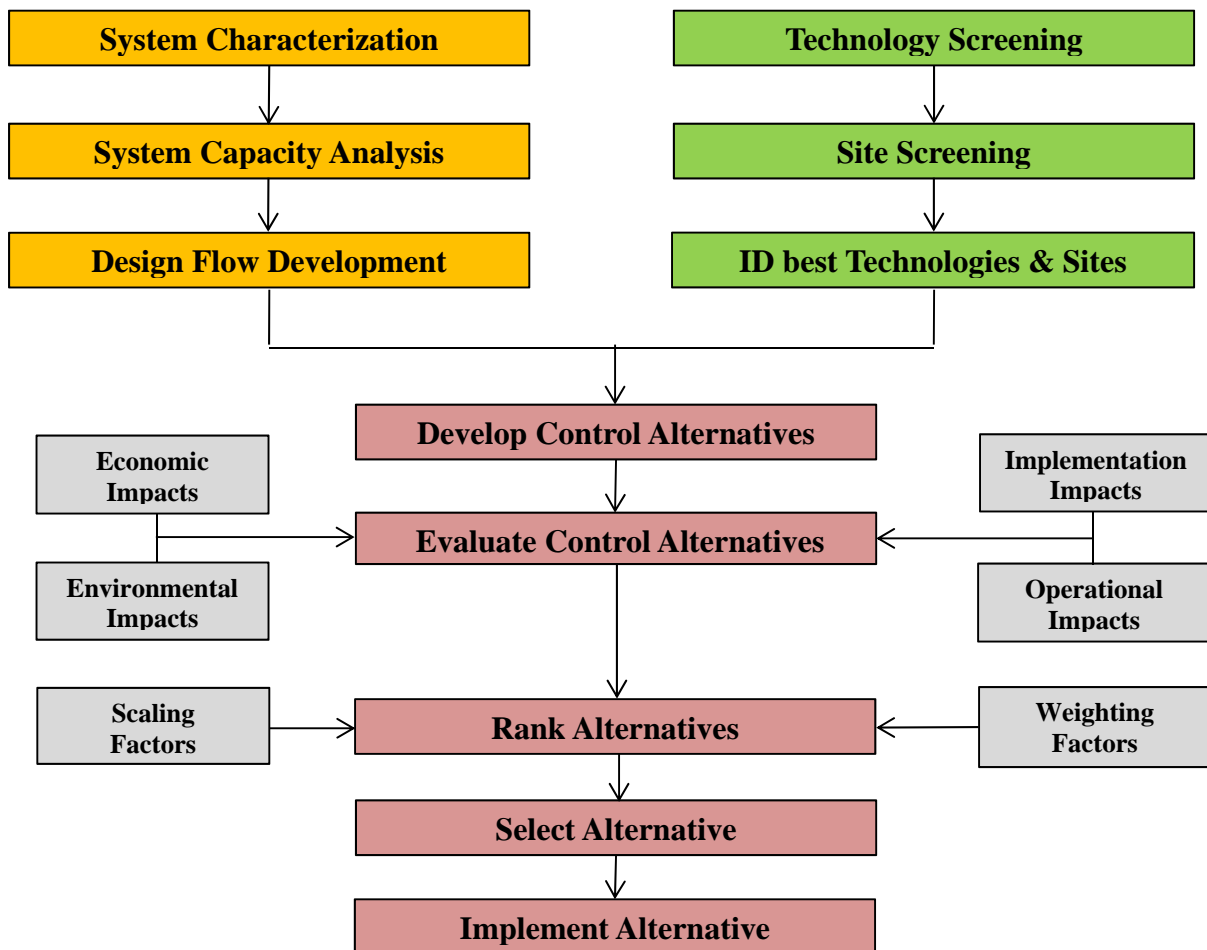 System Characterization
Technology Screening
System Capacity Analysis
Site Screening
Design Flow Development
ID best Technologies & Sites
Develop Control Alternatives
Economic
Impacts
Implementation
Impacts
Evaluate Control Alternatives
Environmental
Impacts
Operational
Impacts
Scaling
Factors
Rank Alternatives
Weighting
Factors
Select Alternative
Implement Alternative